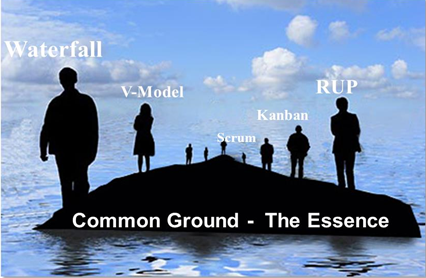 Waterfall
V-Model
Scrum
Kanban
RUP
Common Ground - The Essence